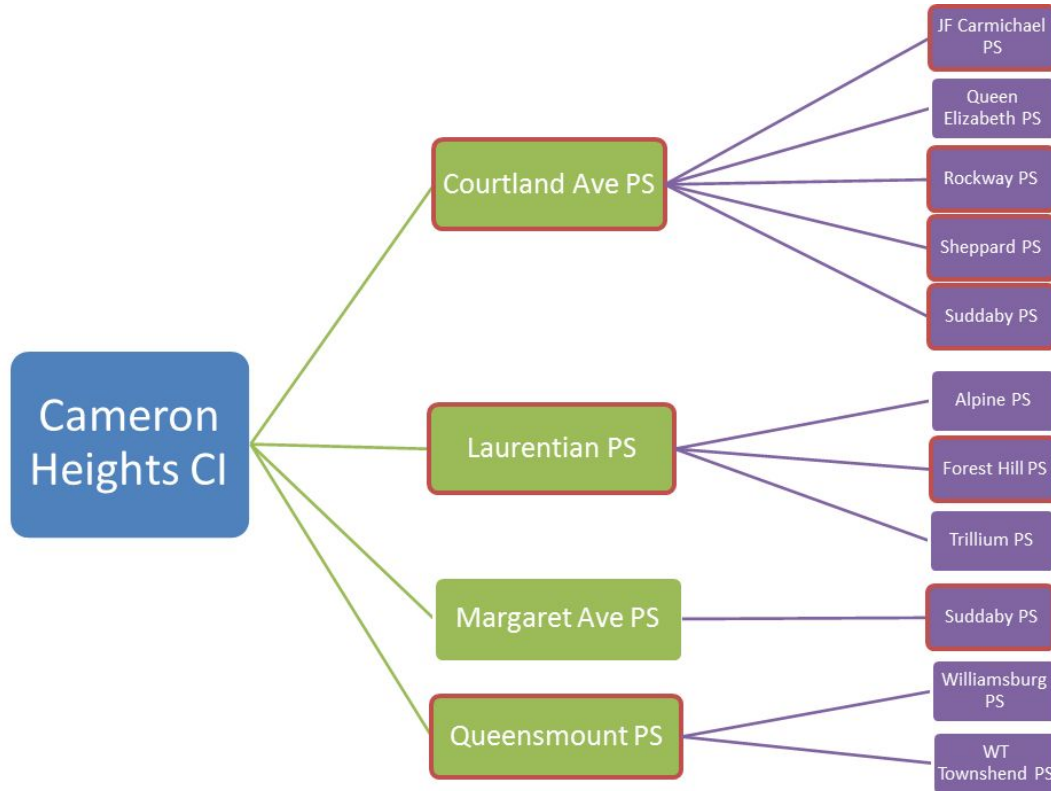 Cameron
Heights CI
Courtland Ave PS
Laurentian PS
Margaret Ave PS
Queensmount PS
JF Carmichael
PS
Queen
Elizabeth PS
Rockway PS
Sheppard PS
Suddaby PS
Alpine PS
Forest Hill PS
Trillium PS
Suddaby PS
Williamsburg
PS
WT
Townshend PS